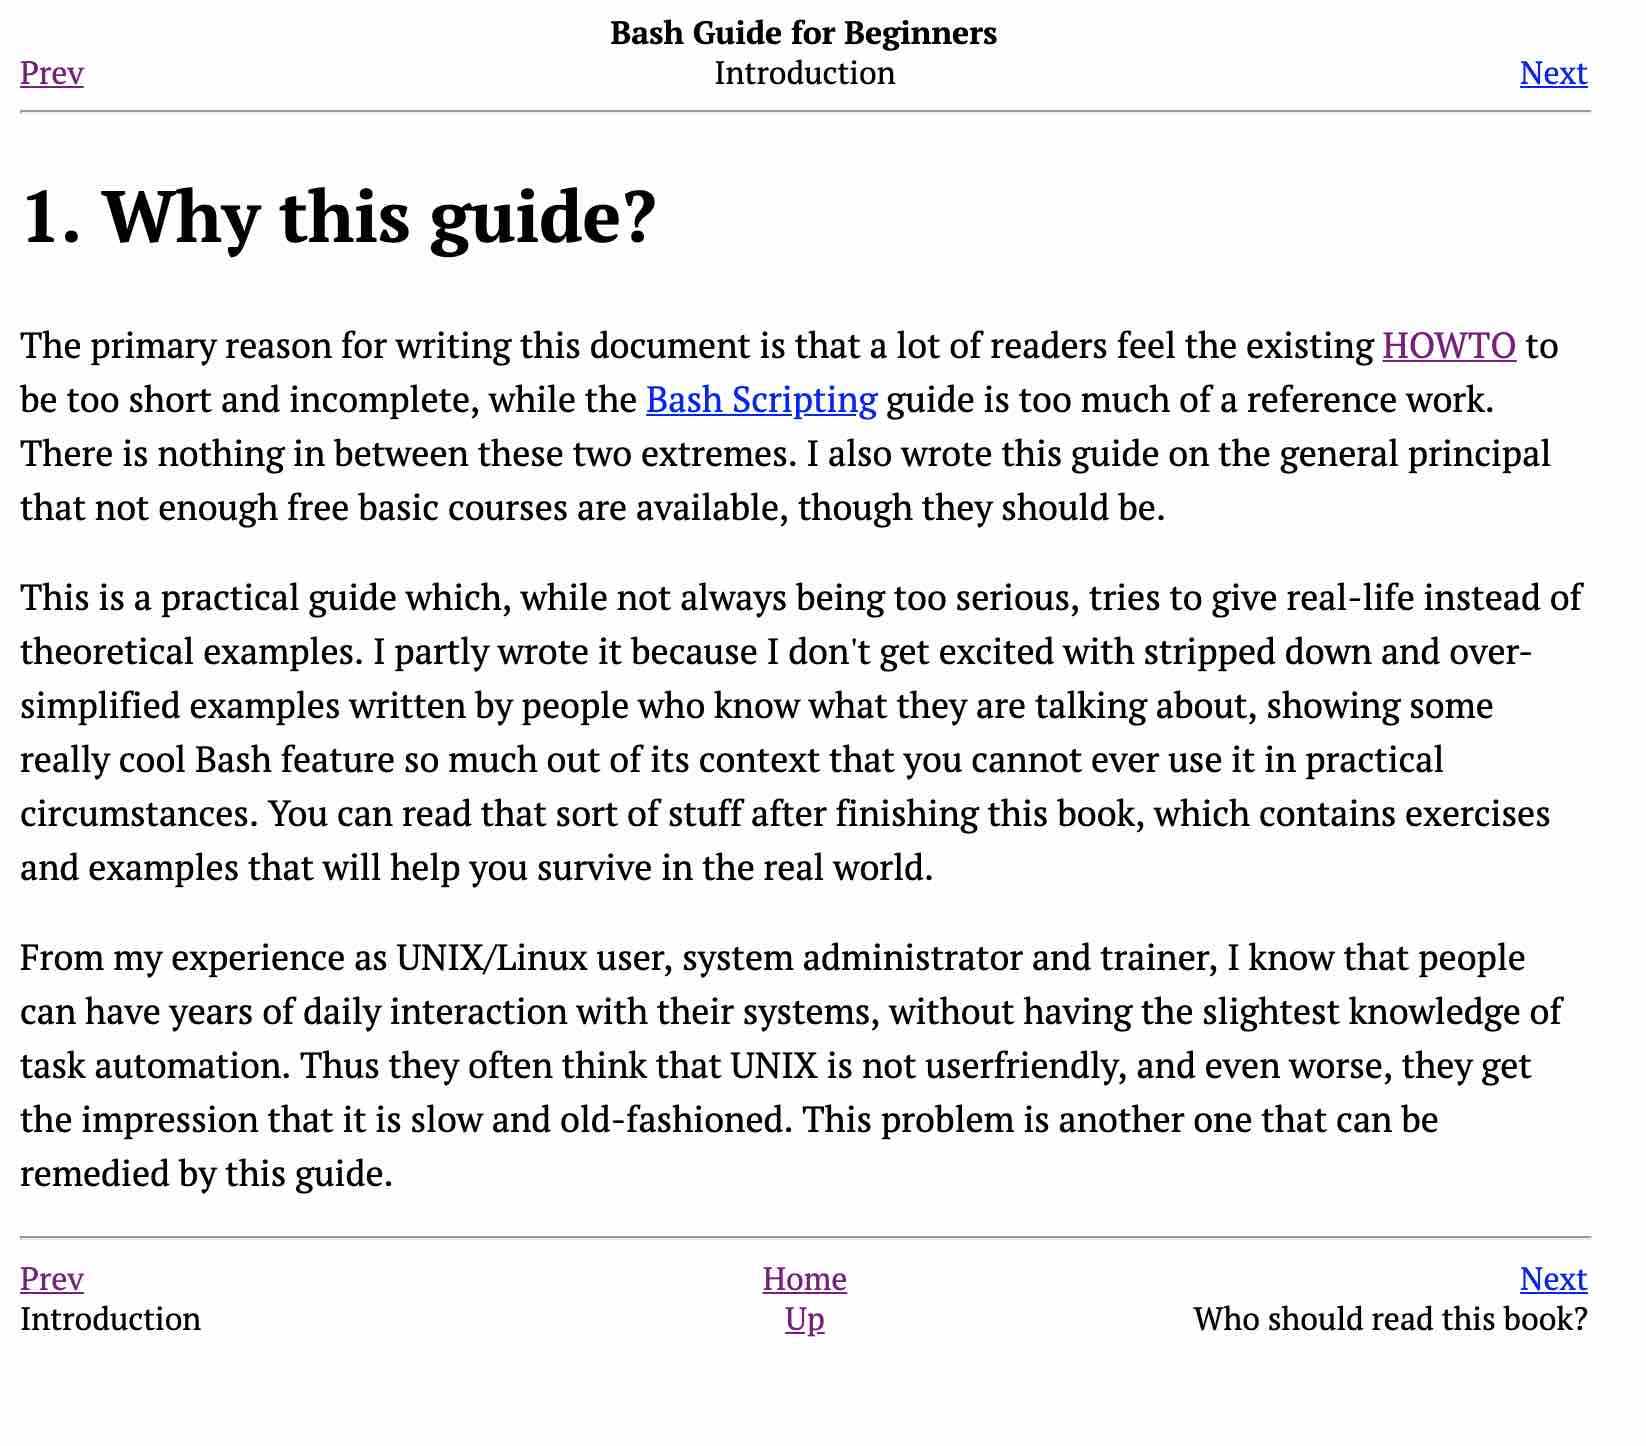 Bash Guide for Beginners
Prev Introduction Next
1. Why this guide?
The primary reason for writing this document is that a lot of readers feel the existing HOWTO to
be too short and incomplete, while the Bash Scripting guide is too much of a reference work.
There is nothing in between these two extremes. I also wrote this guide on the general principal
that not enough free basic courses are available, though they should be.
This is a practical guide which, while not always being too serious, tries to give real-life instead of
theoretical examples. I partly wrote it because I don't get excited with stripped down and over-
simplified examples written by people who know what they are talking about, showing some
really cool Bash feature so much out of its context that you cannot ever use it in practical
circumstances. You can read that sort of stuff after finishing this book, which contains exercises
and examples that will help you survive in the real world.
From my experience as UNIX/Linux user, system administrator and trainer, I know that people
can have years of daily interaction with their systems, without having the slightest knowledge of
task automation. Thus they often think that UNIX is not userfriendly, and even worse, they get
the impression that it is slow and old-fashioned. This problem is another one that can be
remedied by this guide.
Prev Home Next
Introduction Up Who should read this book?